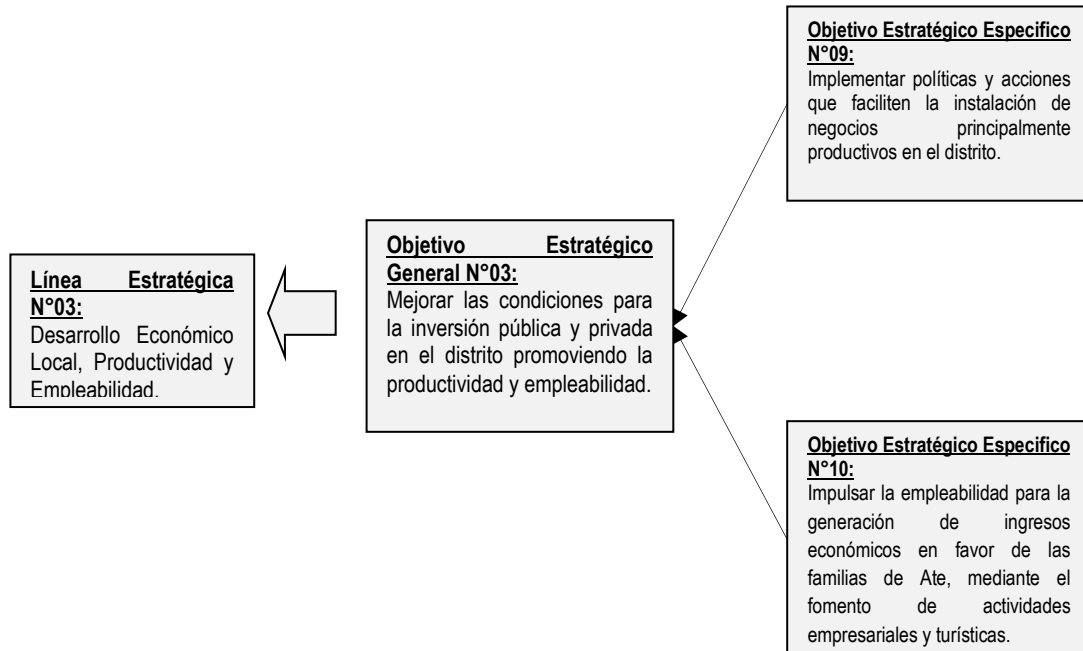 Objetivo Estratégico Especifico
N°09:
Implementar políticas y acciones
que faciliten la instalación de
negocios principalmente
productivos en el distrito.
Objetivo Estratégico
General N°03:
Mejorar las condiciones para
la inversión pública y privada
en el distrito promoviendo la
productividad y empleabilidad.
Línea Estratégica
N°03:
Desarrollo Económico
Local, Productividad y
Empleabilidad.
Objetivo Estratégico Especifico
N°10:
Impulsar la empleabilidad para la
generación de ingresos
económicos en favor de las
familias de Ate, mediante el
fomento de actividades
empresariales y turísticas.